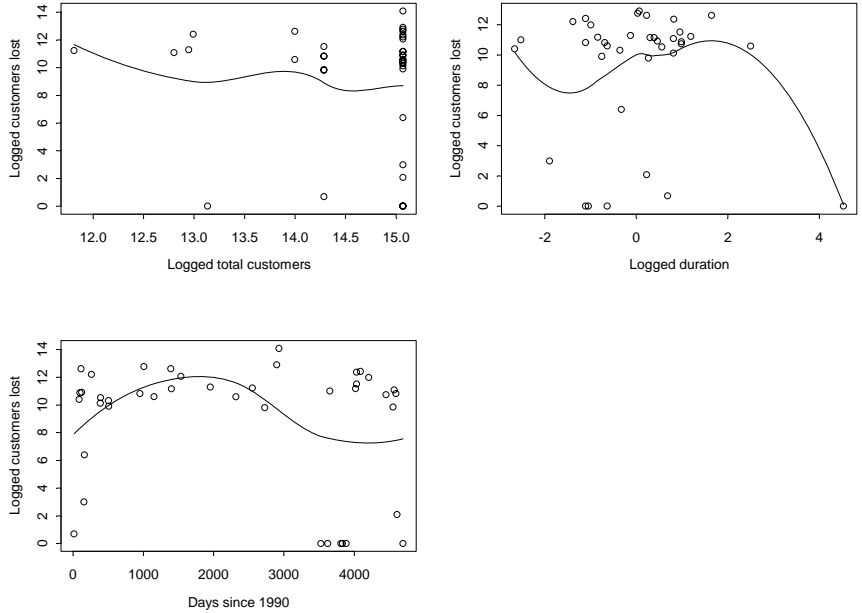 Logged customers lost
14
12
10
8
6
4
2
0
12.0 12.5 13.0 13.5 14.0 14.5 15.0
Logged total customers
Logged customers lost
12
10
8
6
4
2
0
-2 0 2 4
Logged duration
Logged customers lost
14
12
10
8
6
4
2
0
0 1000 2000 3000 4000
Days since 1990